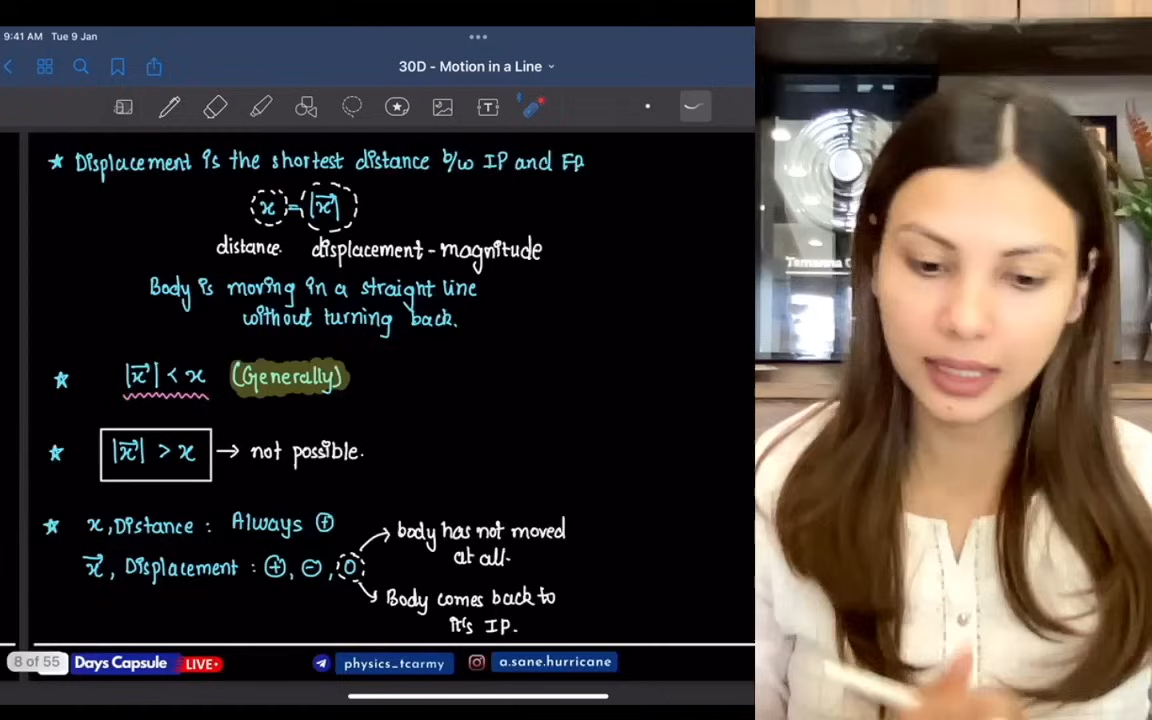 9:41 AM Tue 9 Jan
30D - Motion in a Line
T
★ Displacement is the shortest distance b/w IP and FP
x = |x⃗|
distance. displacement - magnitude
Body is moving in a straight line
without turning back.
★ |x⃗| < x (Generally)
★ |x⃗| > x → not possible.
★ x, Distance : Always ⊕
x⃗, Displacement : ⊕, ⊖, 0
body has not moved
at all.
Body comes back to
it's IP.
8 of 55 Days Capsule LIVE physics_tcarmy a.sane.hurricane